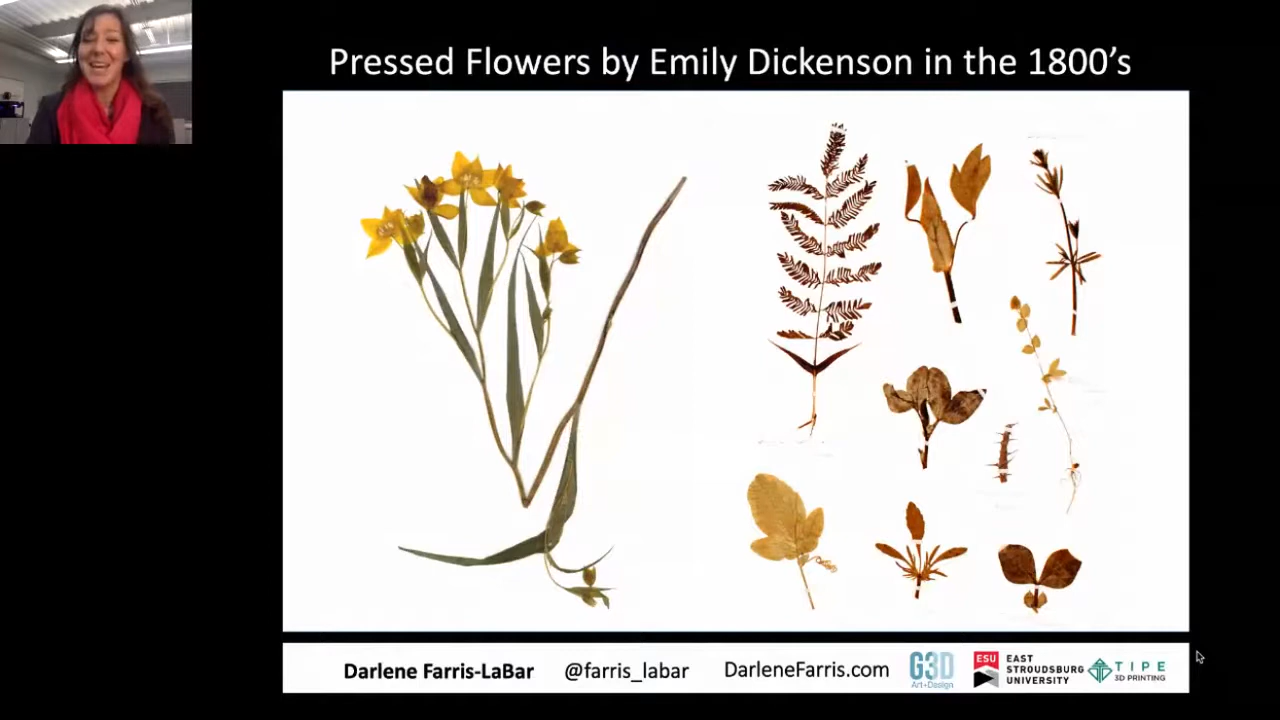 Pressed Flowers by Emily Dickenson in the 1800's
Darlene Farris-LaBar @farris_labar DarleneFarris.com
G3D
Art+Design
ESU
EAST
STROUDSBURG
UNIVERSITY
TIPE
3D PRINTING